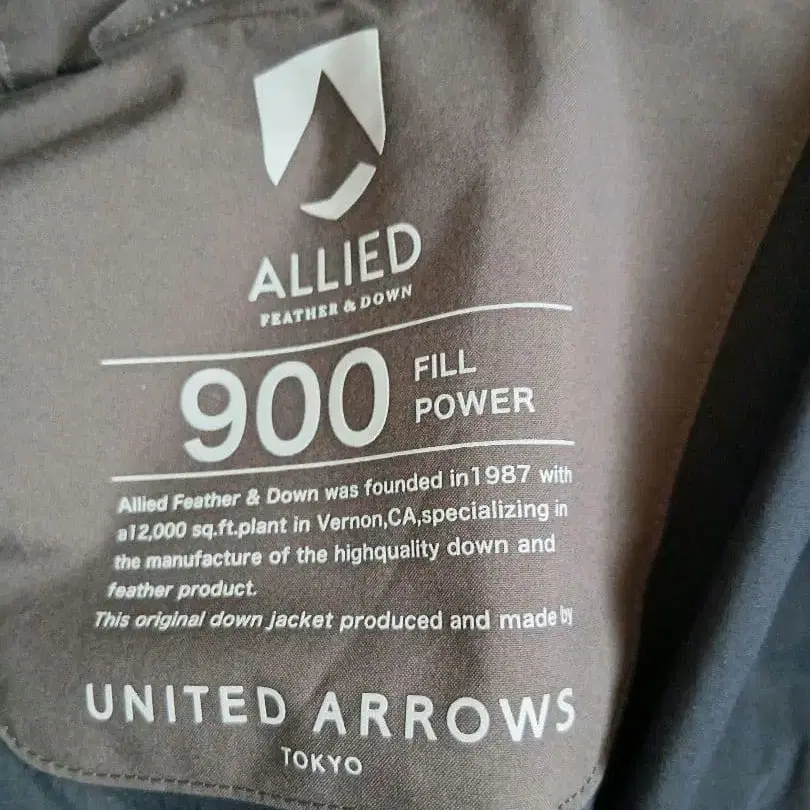 ALLIED
FEATHER & DOWN
900 FILL
POWER
Allied Feather & Down was founded in1987 with
a12,000 sq.ft.plant in Vernon,CA,specializing in
the manufacture of the highquality down and
feather product.
This original down jacket produced and made by
UNITED ARROWS
TOKYO